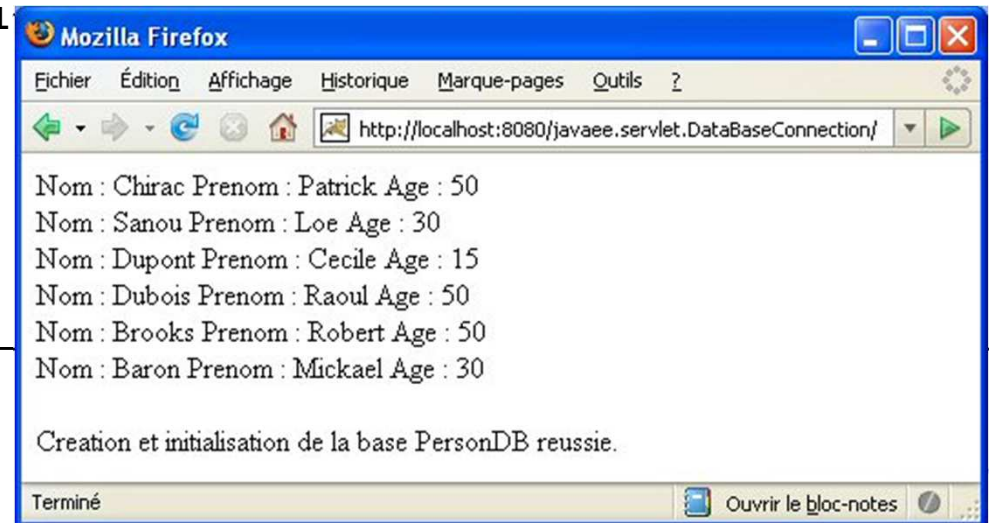 Mozilla Firefox
Fichier Édition Affichage Historique Marque-pages Outils ?
http://localhost:8080/javaee.servlet.DataBaseConnection/
Nom : Chirac Prenom : Patrick Age : 50
Nom : Sanou Prenom : Loe Age : 30
Nom : Dupont Prenom : Cecile Age : 15
Nom : Dubois Prenom : Raoul Age : 50
Nom : Brooks Prenom : Robert Age : 50
Nom : Baron Prenom : Mickael Age : 30
Creation et initialisation de la base PersonDB reussie.
Terminé Ouvrir le bloc-notes